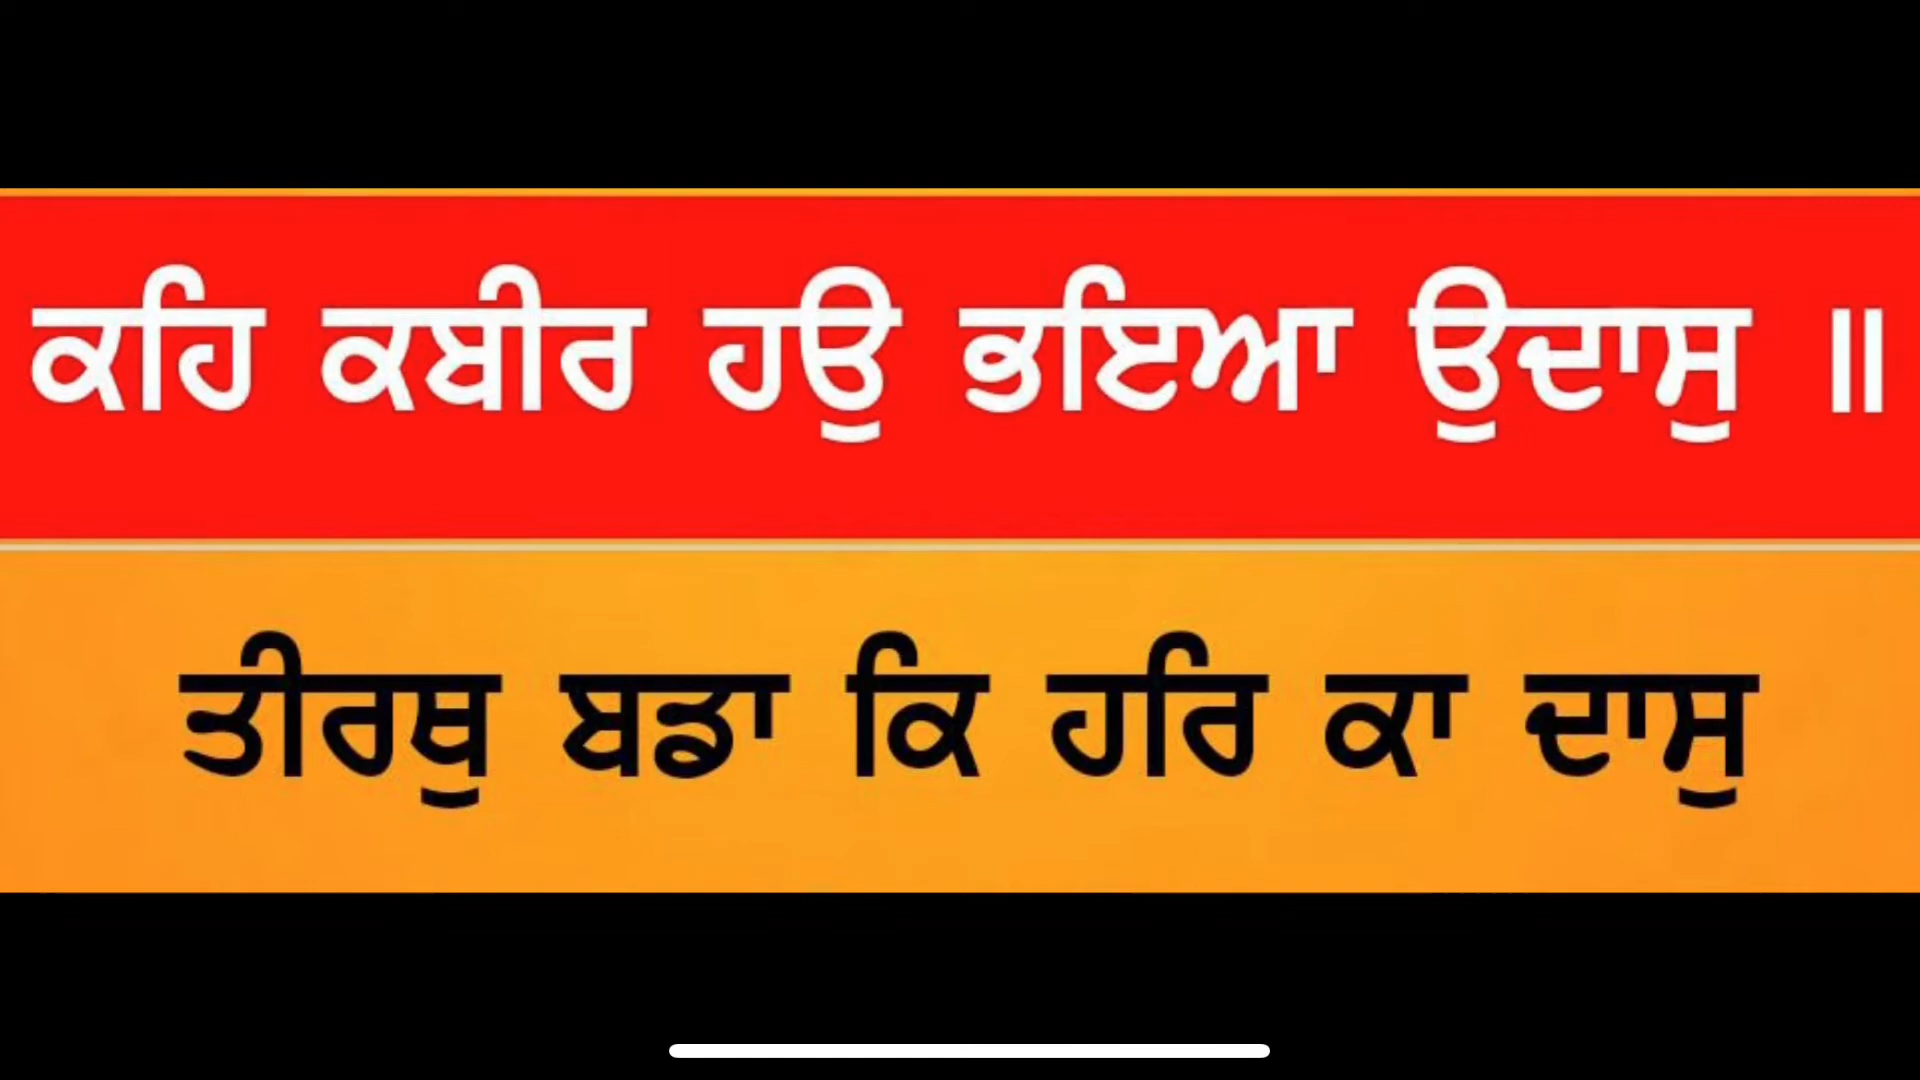 ਕਹਿ ਕਬੀਰ ਹਉ ਭਇਆ ਉਦਾਸੁ ॥
ਤੀਰਥੁ ਬਡਾ ਕਿ ਹਰਿ ਕਾ ਦਾਸੁ